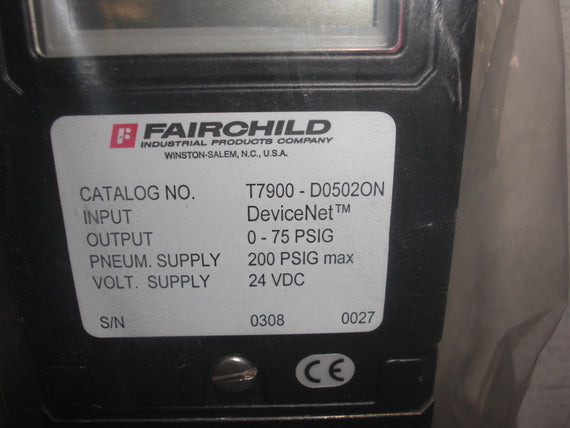 FAIRCHILD
INDUSTRIAL PRODUCTS COMPANY
WINSTON-SALEM, N.C., U.S.A.
CATALOG NO. T7900 - D0502ON
INPUT DeviceNet™
OUTPUT 0 - 75 PSIG
PNEUM. SUPPLY 200 PSIG max
VOLT. SUPPLY 24 VDC
S/N 0308 0027
CE